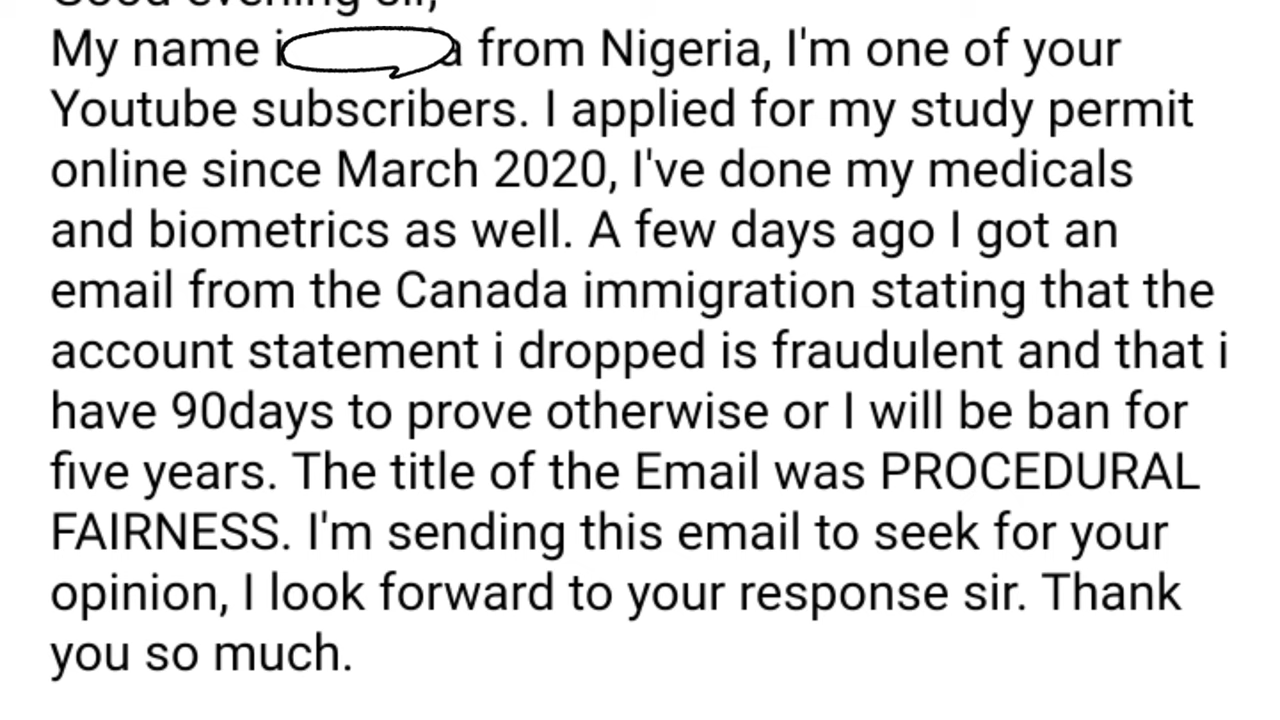 Good evening sir,
My name i a from Nigeria, I'm one of your
Youtube subscribers. I applied for my study permit
online since March 2020, I've done my medicals
and biometrics as well. A few days ago I got an
email from the Canada immigration stating that the
account statement i dropped is fraudulent and that i
have 90days to prove otherwise or I will be ban for
five years. The title of the Email was PROCEDURAL
FAIRNESS. I'm sending this email to seek for your
opinion, I look forward to your response sir. Thank
you so much.